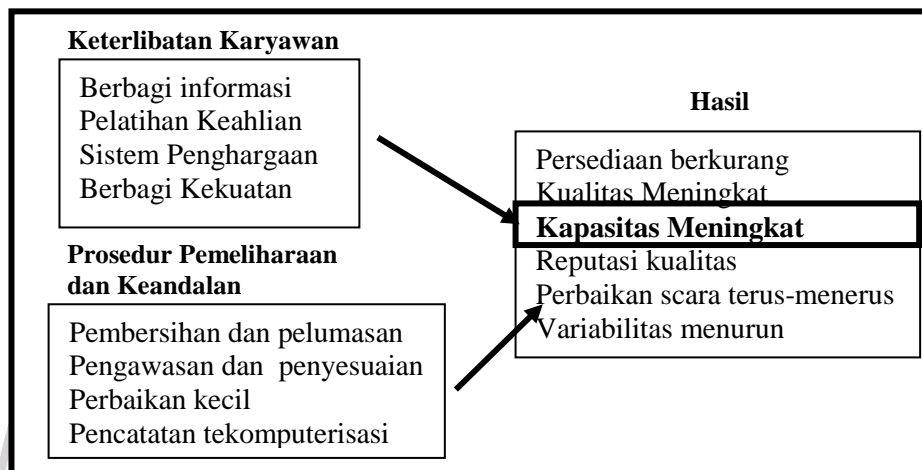 Keterlibatan Karyawan
Berbagi informasi
Pelatihan Keahlian
Sistem Penghargaan
Berbagi Kekuatan
Prosedur Pemeliharaan
dan Keandalan
Pembersihan dan pelumasan
Pengawasan dan penyesuaian
Perbaikan kecil
Pencatatan tekomputerisasi
Hasil
Persediaan berkurang
Kualitas Meningkat
Kapasitas Meningkat
Reputasi kualitas
Perbaikan scara terus-menerus
Variabilitas menurun